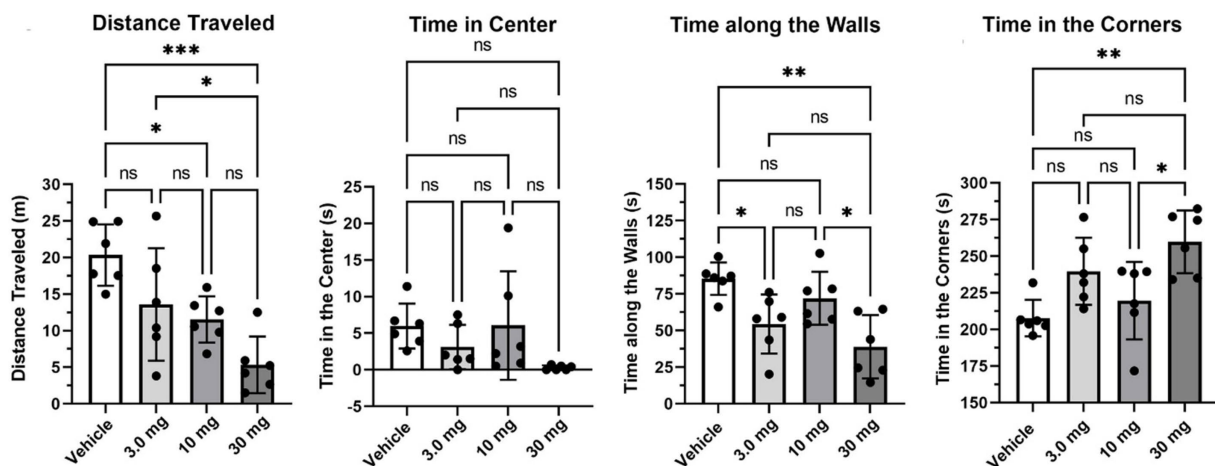 Distance Traveled
***
*
*
ns
ns
ns
30
25
20
15
10
5
0
Distance Traveled (m)
Vehicle
3.0 mg
10 mg
30 mg
Time in Center
ns
ns
ns
ns
ns
ns
25
20
15
10
5
0
-5
Time in the Center (s)
Vehicle
3.0 mg
10 mg
30 mg
Time along the Walls
**
ns
ns
*
ns
*
150
125
100
75
50
25
0
Time along the Walls (s)
Vehicle
3.0 mg
10 mg
30 mg
Time in the Corners
**
ns
ns
ns
ns
*
300
275
250
225
200
175
150
Time in the Corners (s)
Vehicle
3.0 mg
10 mg
30 mg